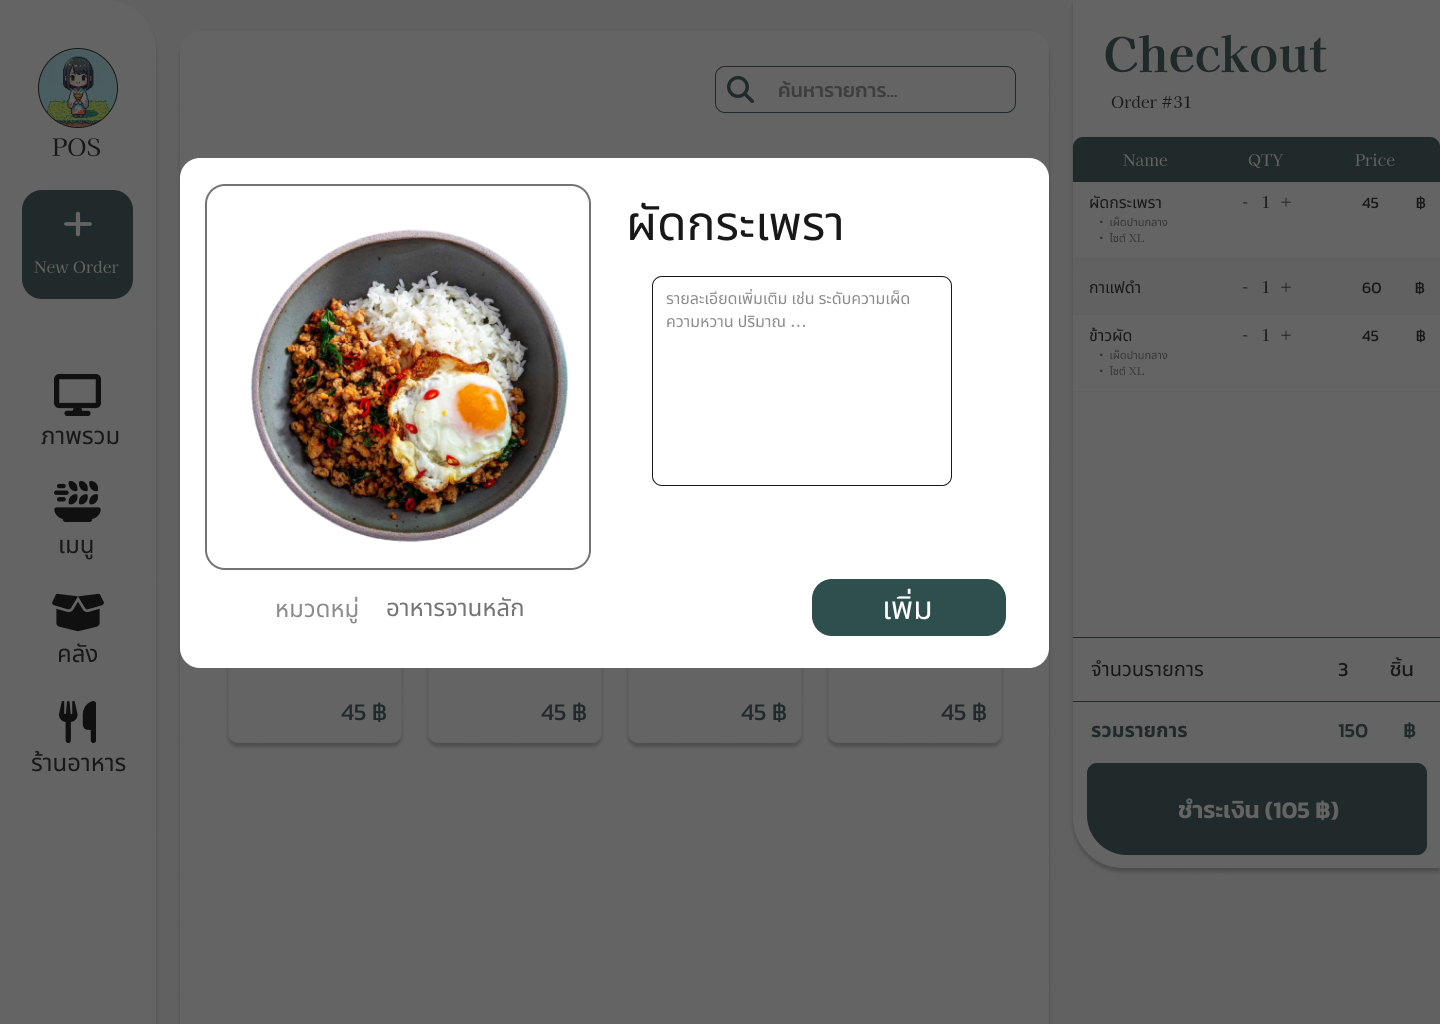 POS
New Order
ภาพรวม
เมนู
คลัง
ร้านอาหาร
ค้นหารายการ...
ผัดกระเพรา
รายละเอียดเพิ่มเติม เช่น ระดับความเผ็ด
ความหวาน ปริมาณ ...
หมวดหมู่ อาหารจานหลัก
เพิ่ม
45 ฿ 45 ฿ 45 ฿ 45 ฿
Checkout
Order #31
Name QTY Price
ผัดกระเพรา - 1 + 45 ฿
• เผ็ดปานกลาง
• ไซต์ XL
กาแฟดำ - 1 + 60 ฿
ข้าวผัด - 1 + 45 ฿
• เผ็ดปานกลาง
• ไซต์ XL
จำนวนรายการ 3 ชิ้น
รวมรายการ 150 ฿
ชำระเงิน (105 ฿)